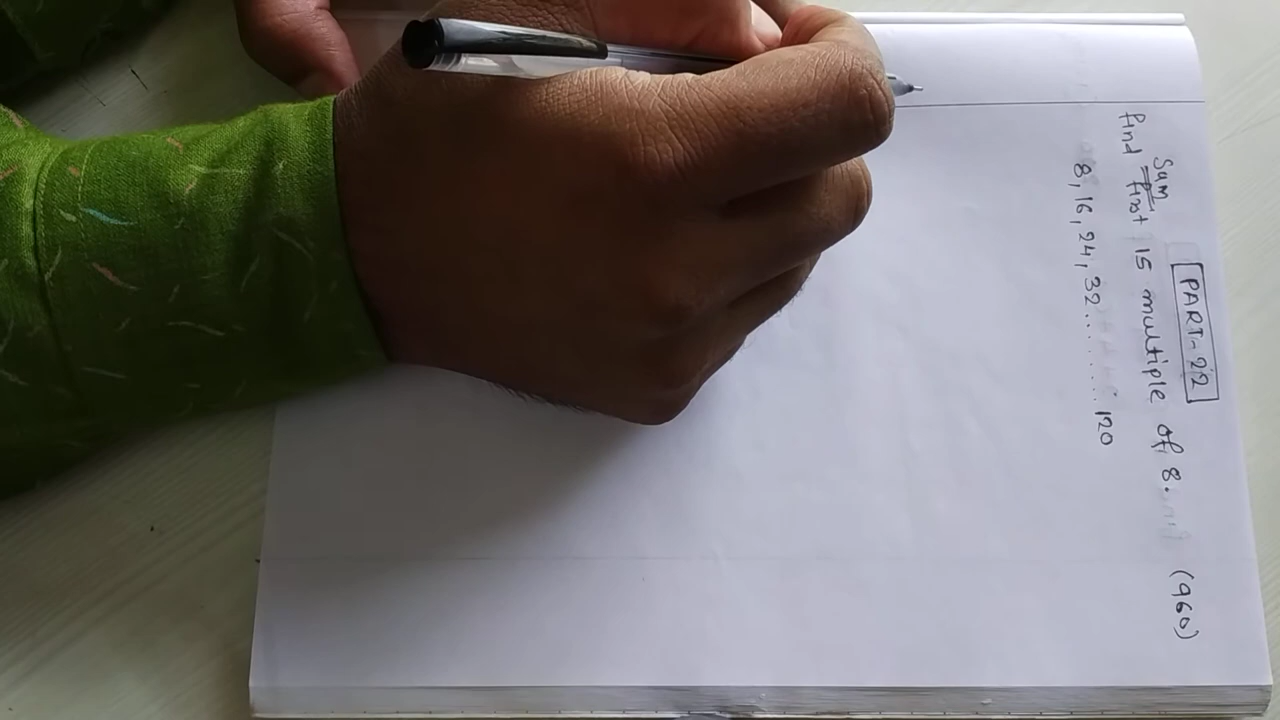 PART-22
Sum
find first 15 multiple of 8. (960)
8, 16, 24, 32.......... 120